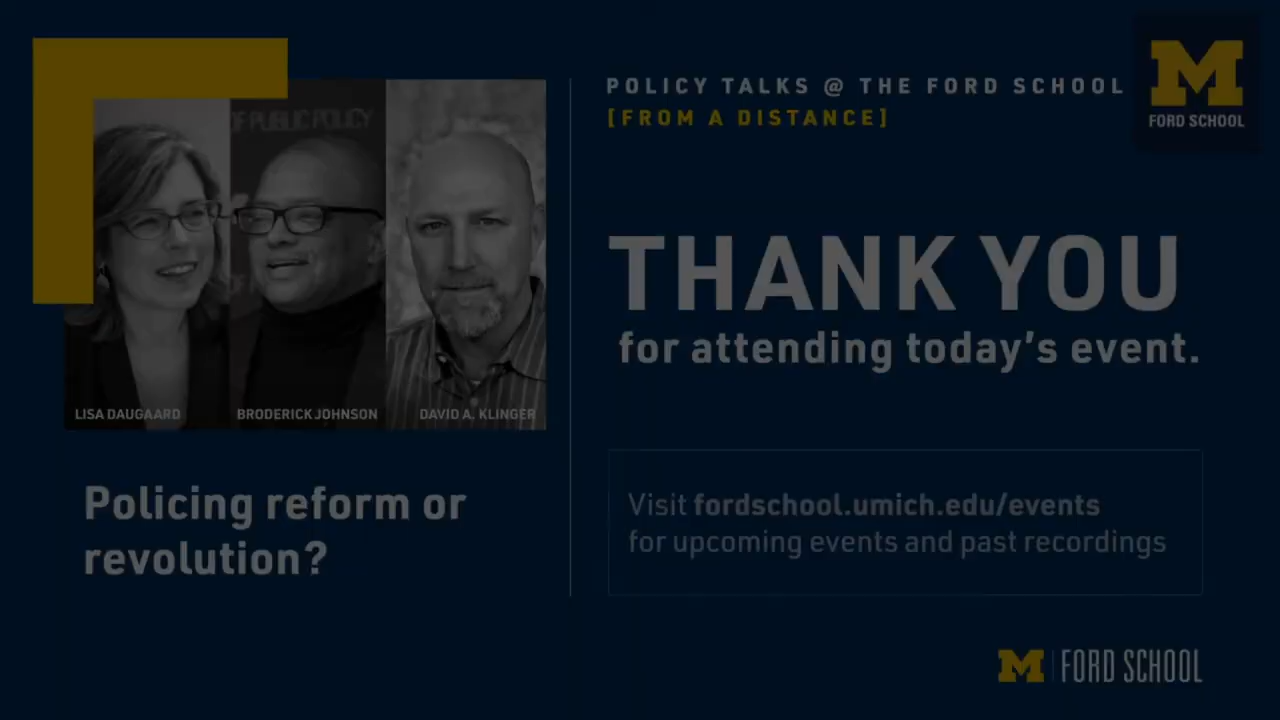 F PUBLIC POLICY
LISA DAUGAARD
BRODERICK JOHNSON
DAVID A. KLINGER
Policing reform or
revolution?
POLICY TALKS @ THE FORD SCHOOL
[FROM A DISTANCE]
M
FORD SCHOOL
THANK YOU
for attending today's event.
Visit fordschool.umich.edu/events
for upcoming events and past recordings
M | FORD SCHOOL